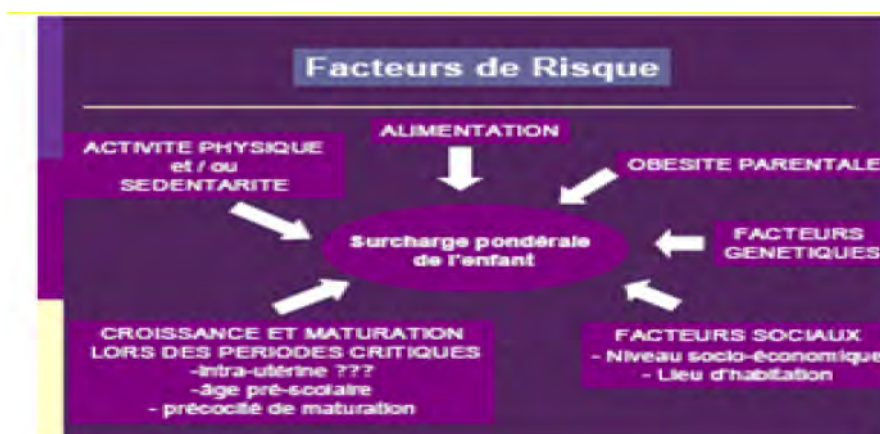 Facteurs de Risque
ALIMENTATION
ACTIVITE PHYSIQUE
et / ou
SEDENTARITE
OBESITE PARENTALE
Surcharge pondérale
de l'enfant
FACTEURS
GENETIQUES
CROISSANCE ET MATURATION
LORS DES PERIODES CRITIQUES
-intra-utérine ???
-âge pré-scolaire
- précocité de maturation
FACTEURS SOCIAUX
- Niveau socio-économique
- Lieu d'habitation